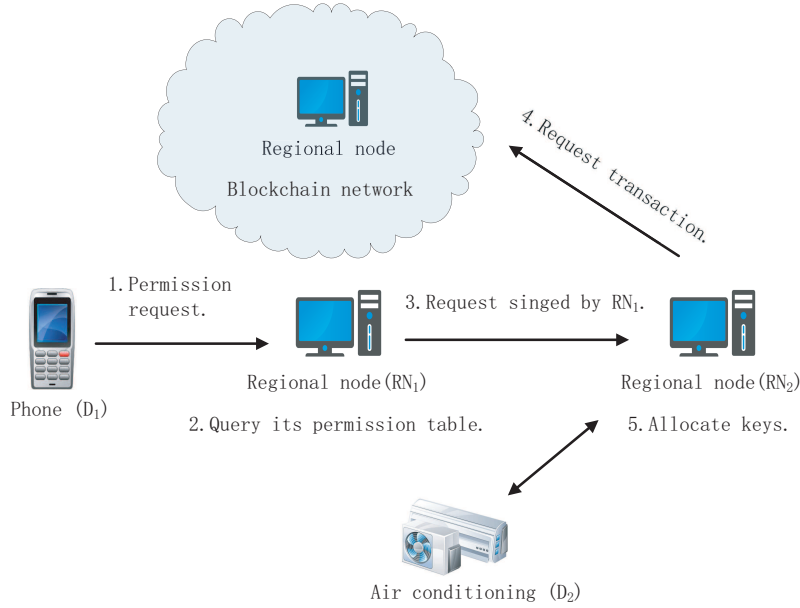 Regional node
Blockchain network
4.Request transaction.
1.Permission
request.
3.Request singed by RN₁.
Regional node(RN₁)
Regional node(RN₂)
Phone (D₁)
2.Query its permission table.
5.Allocate keys.
Air conditioning (D₂)